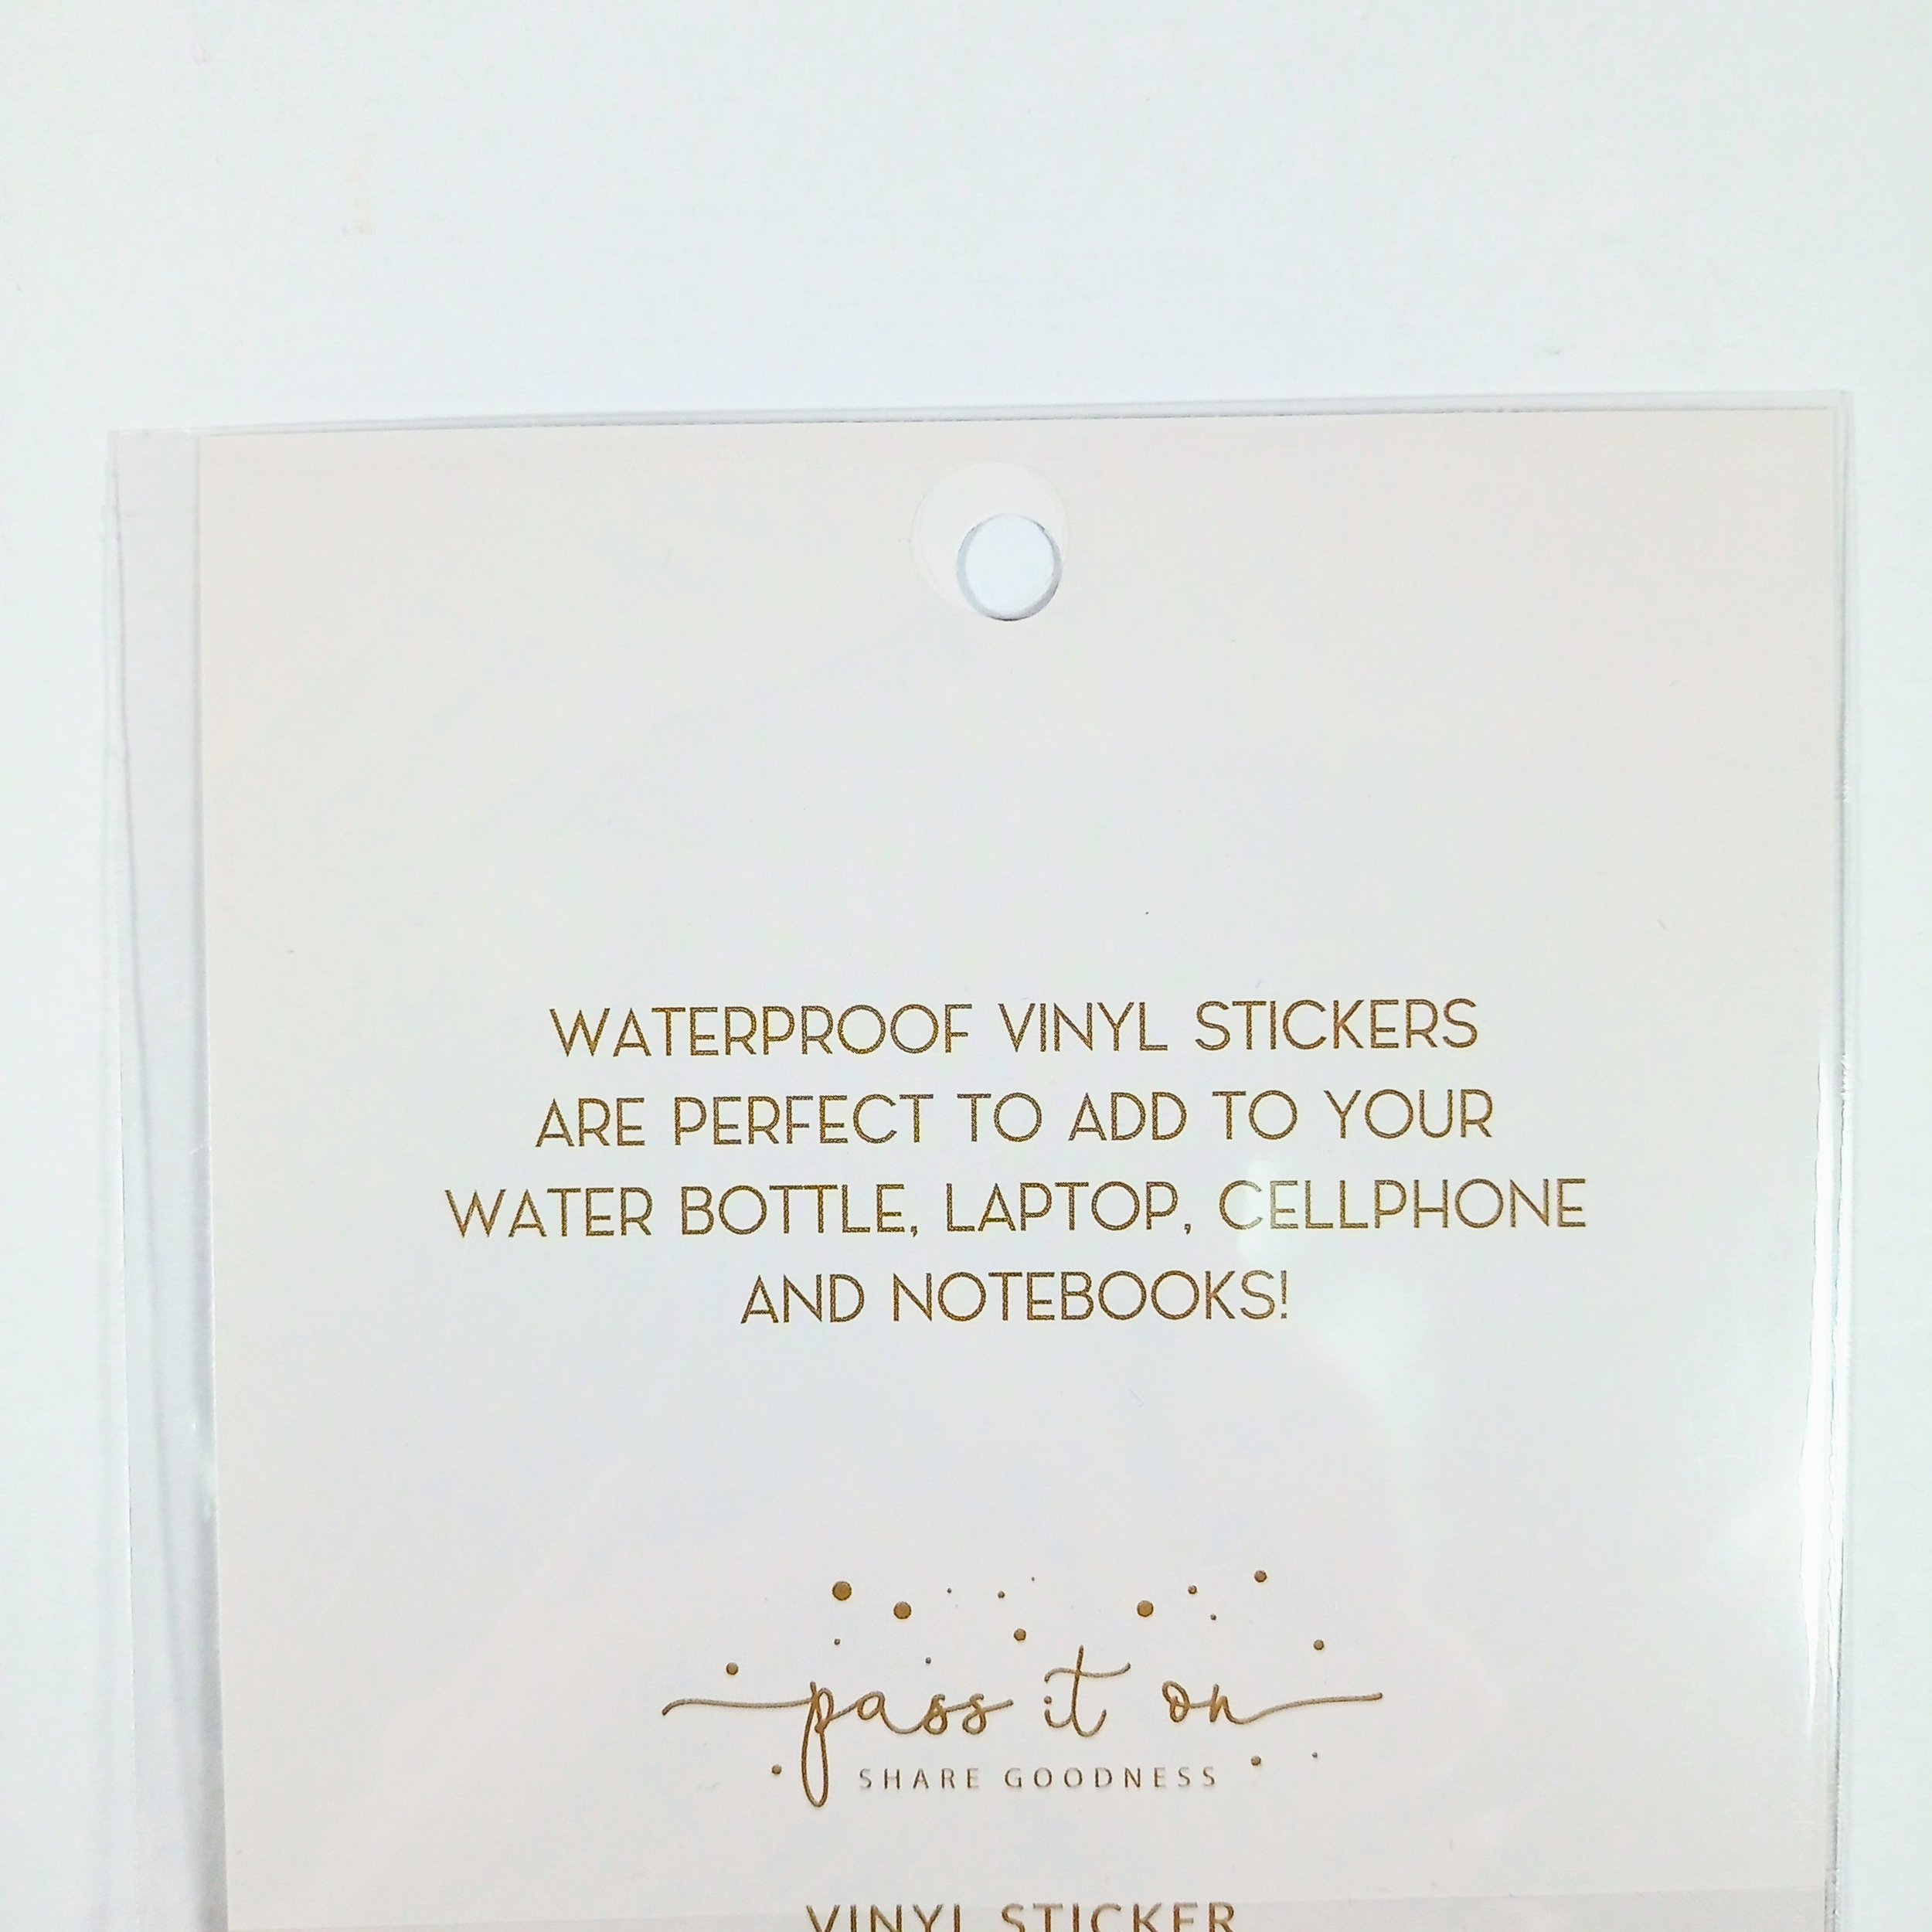 WATERPROOF VINYL STICKERS
ARE PERFECT TO ADD TO YOUR
WATER BOTTLE, LAPTOP, CELLPHONE
AND NOTEBOOKS!
pass it on
SHARE GOODNESS
VINYL STICKER